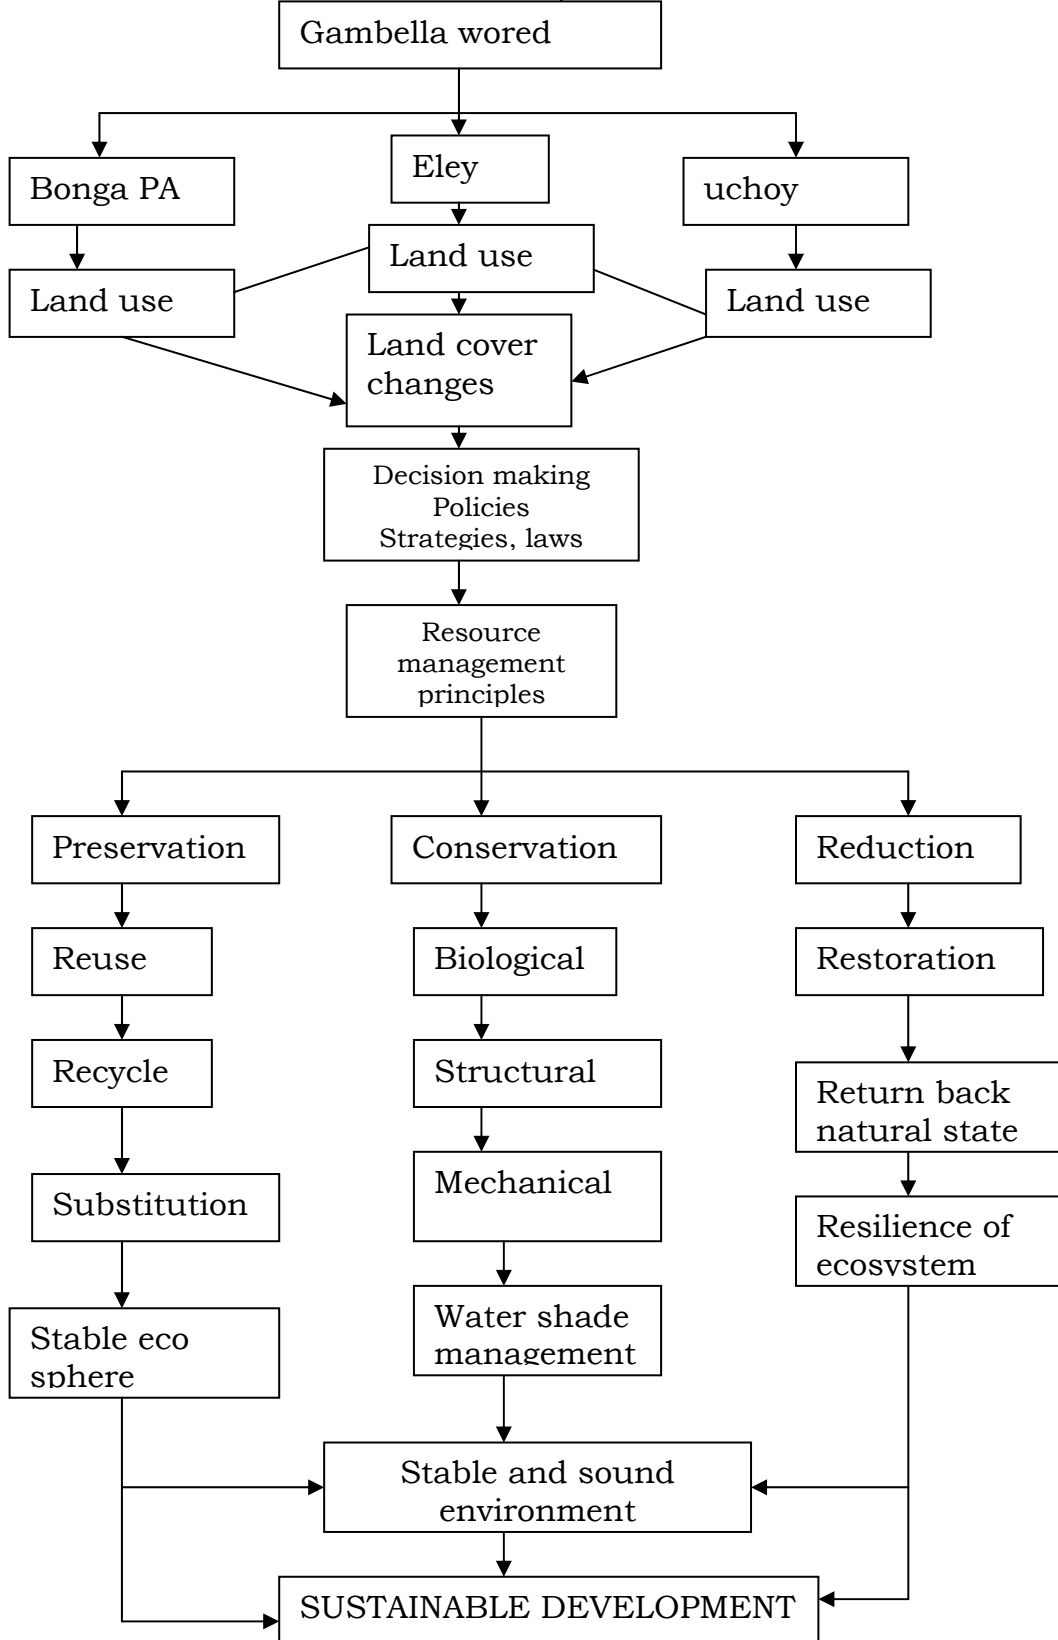 Gambella wored
Bonga PA
Eley
uchoy
Land use
Land use
Land use
Land cover
changes
Decision making
Policies
Strategies, laws
Resource
management
principles
Preservation
Conservation
Reduction
Reuse
Biological
Restoration
Recycle
Structural
Return back
natural state
Substitution
Mechanical
Resilience of
ecosystem
Stable eco
sphere
Water shade
management
Stable and sound
environment
SUSTAINABLE DEVELOPMENT